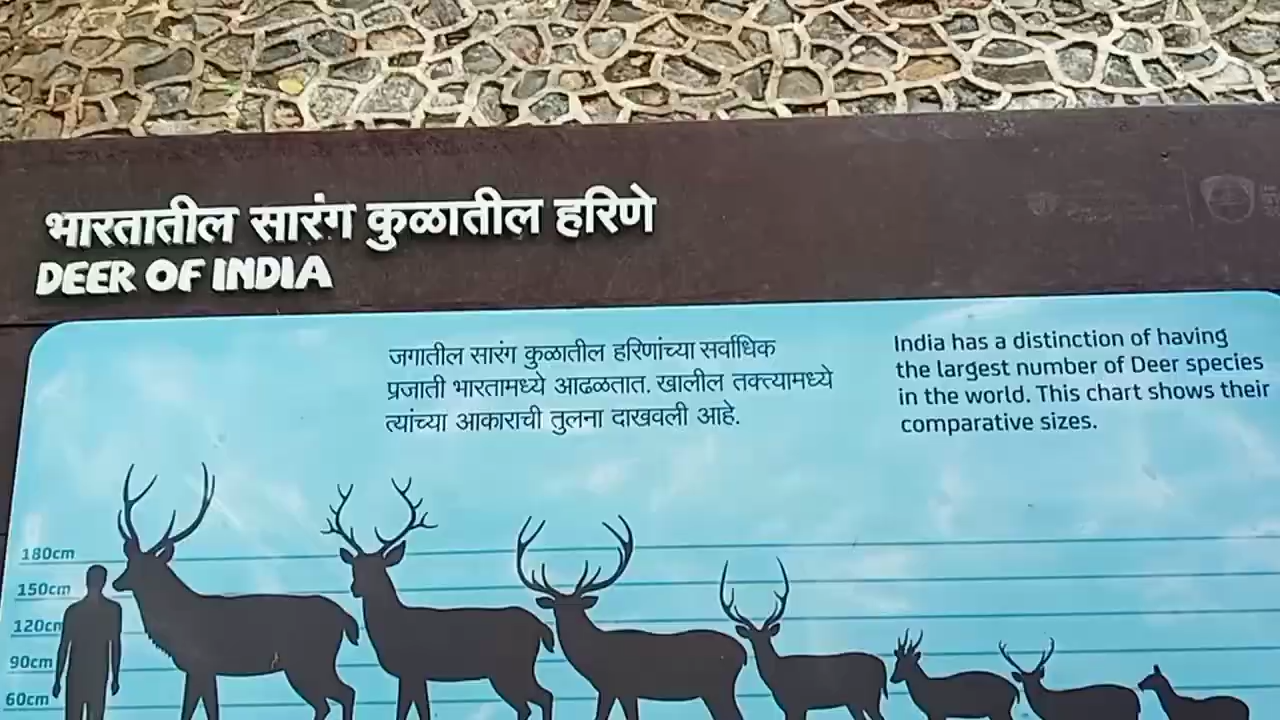 भारतातील सारंग कुळातील हरिणे
DEER OF INDIA
जगातील सारंग कुळातील हरिणांच्या सर्वाधिक
प्रजाती भारतामध्ये आढळतात. खालील तक्त्यामध्ये
त्यांच्या आकाराची तुलना दाखवली आहे.
India has a distinction of having
the largest number of Deer species
in the world. This chart shows their
comparative sizes.
180cm
150cm
120cm
90cm
60cm